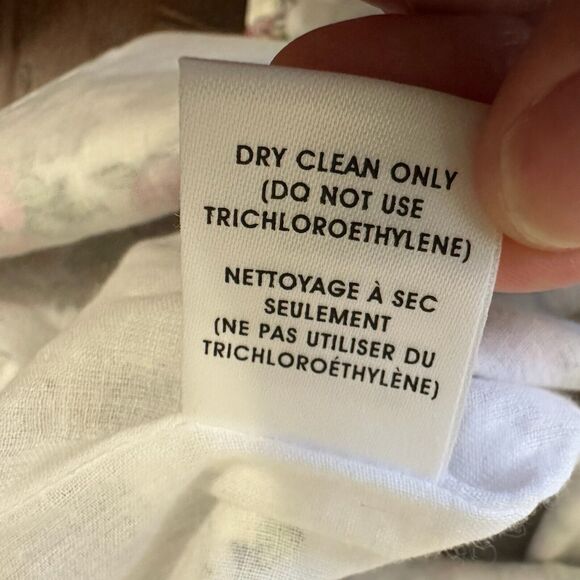 DRY CLEAN ONLY
(DO NOT USE
TRICHLOROETHYLENE)
NETTOYAGE À SEC
SEULEMENT
(NE PAS UTILISER DU
TRICHLOROÉTHYLÈNE)